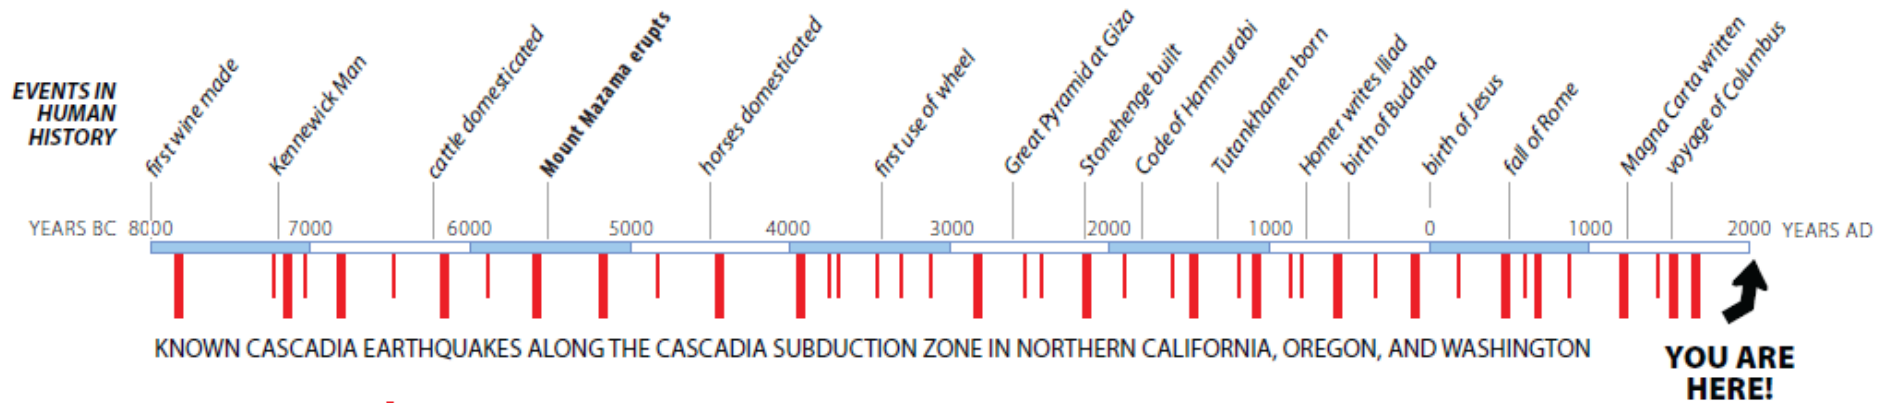 EVENTS IN
HUMAN
HISTORY
first wine made
Kennewick Man
cattle domesticated
Mount Mazama erupts
horses domesticated
first use of wheel
Great Pyramid at Giza
Stonehenge built
Code of Hammurabi
Tutankhamen born
Homer writes Iliad
birth of Buddha
birth of Jesus
fall of Rome
Magna Carta written
voyage of Columbus
YEARS BC 8000 7000 6000 5000 4000 3000 2000 1000 0 1000 2000 YEARS AD
KNOWN CASCADIA EARTHQUAKES ALONG THE CASCADIA SUBDUCTION ZONE IN NORTHERN CALIFORNIA, OREGON, AND WASHINGTON
YOU ARE
HERE!